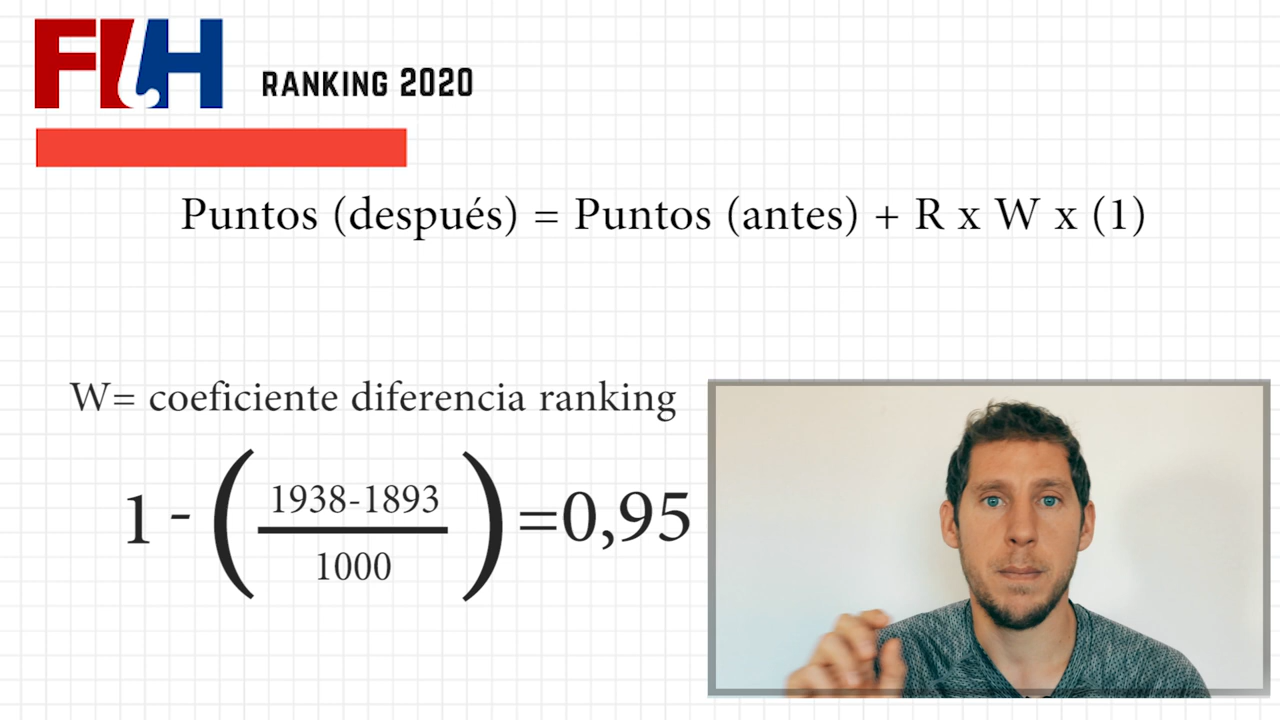 FIH
RANKING 2020
Puntos (después) = Puntos (antes) + R x W x (1)
W= coeficiente diferencia ranking
1 - (1938-1893
1000) =0,95